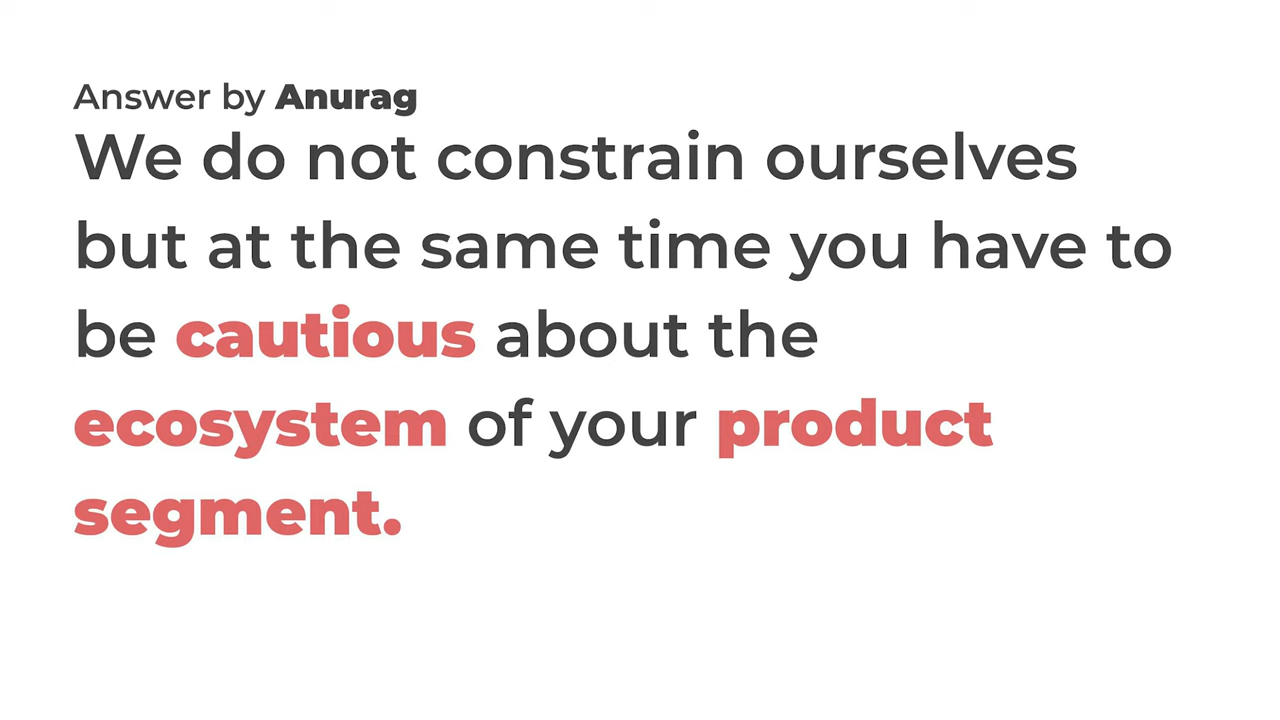 Answer by Anurag
We do not constrain ourselves
but at the same time you have to
be cautious about the
ecosystem of your product
segment.